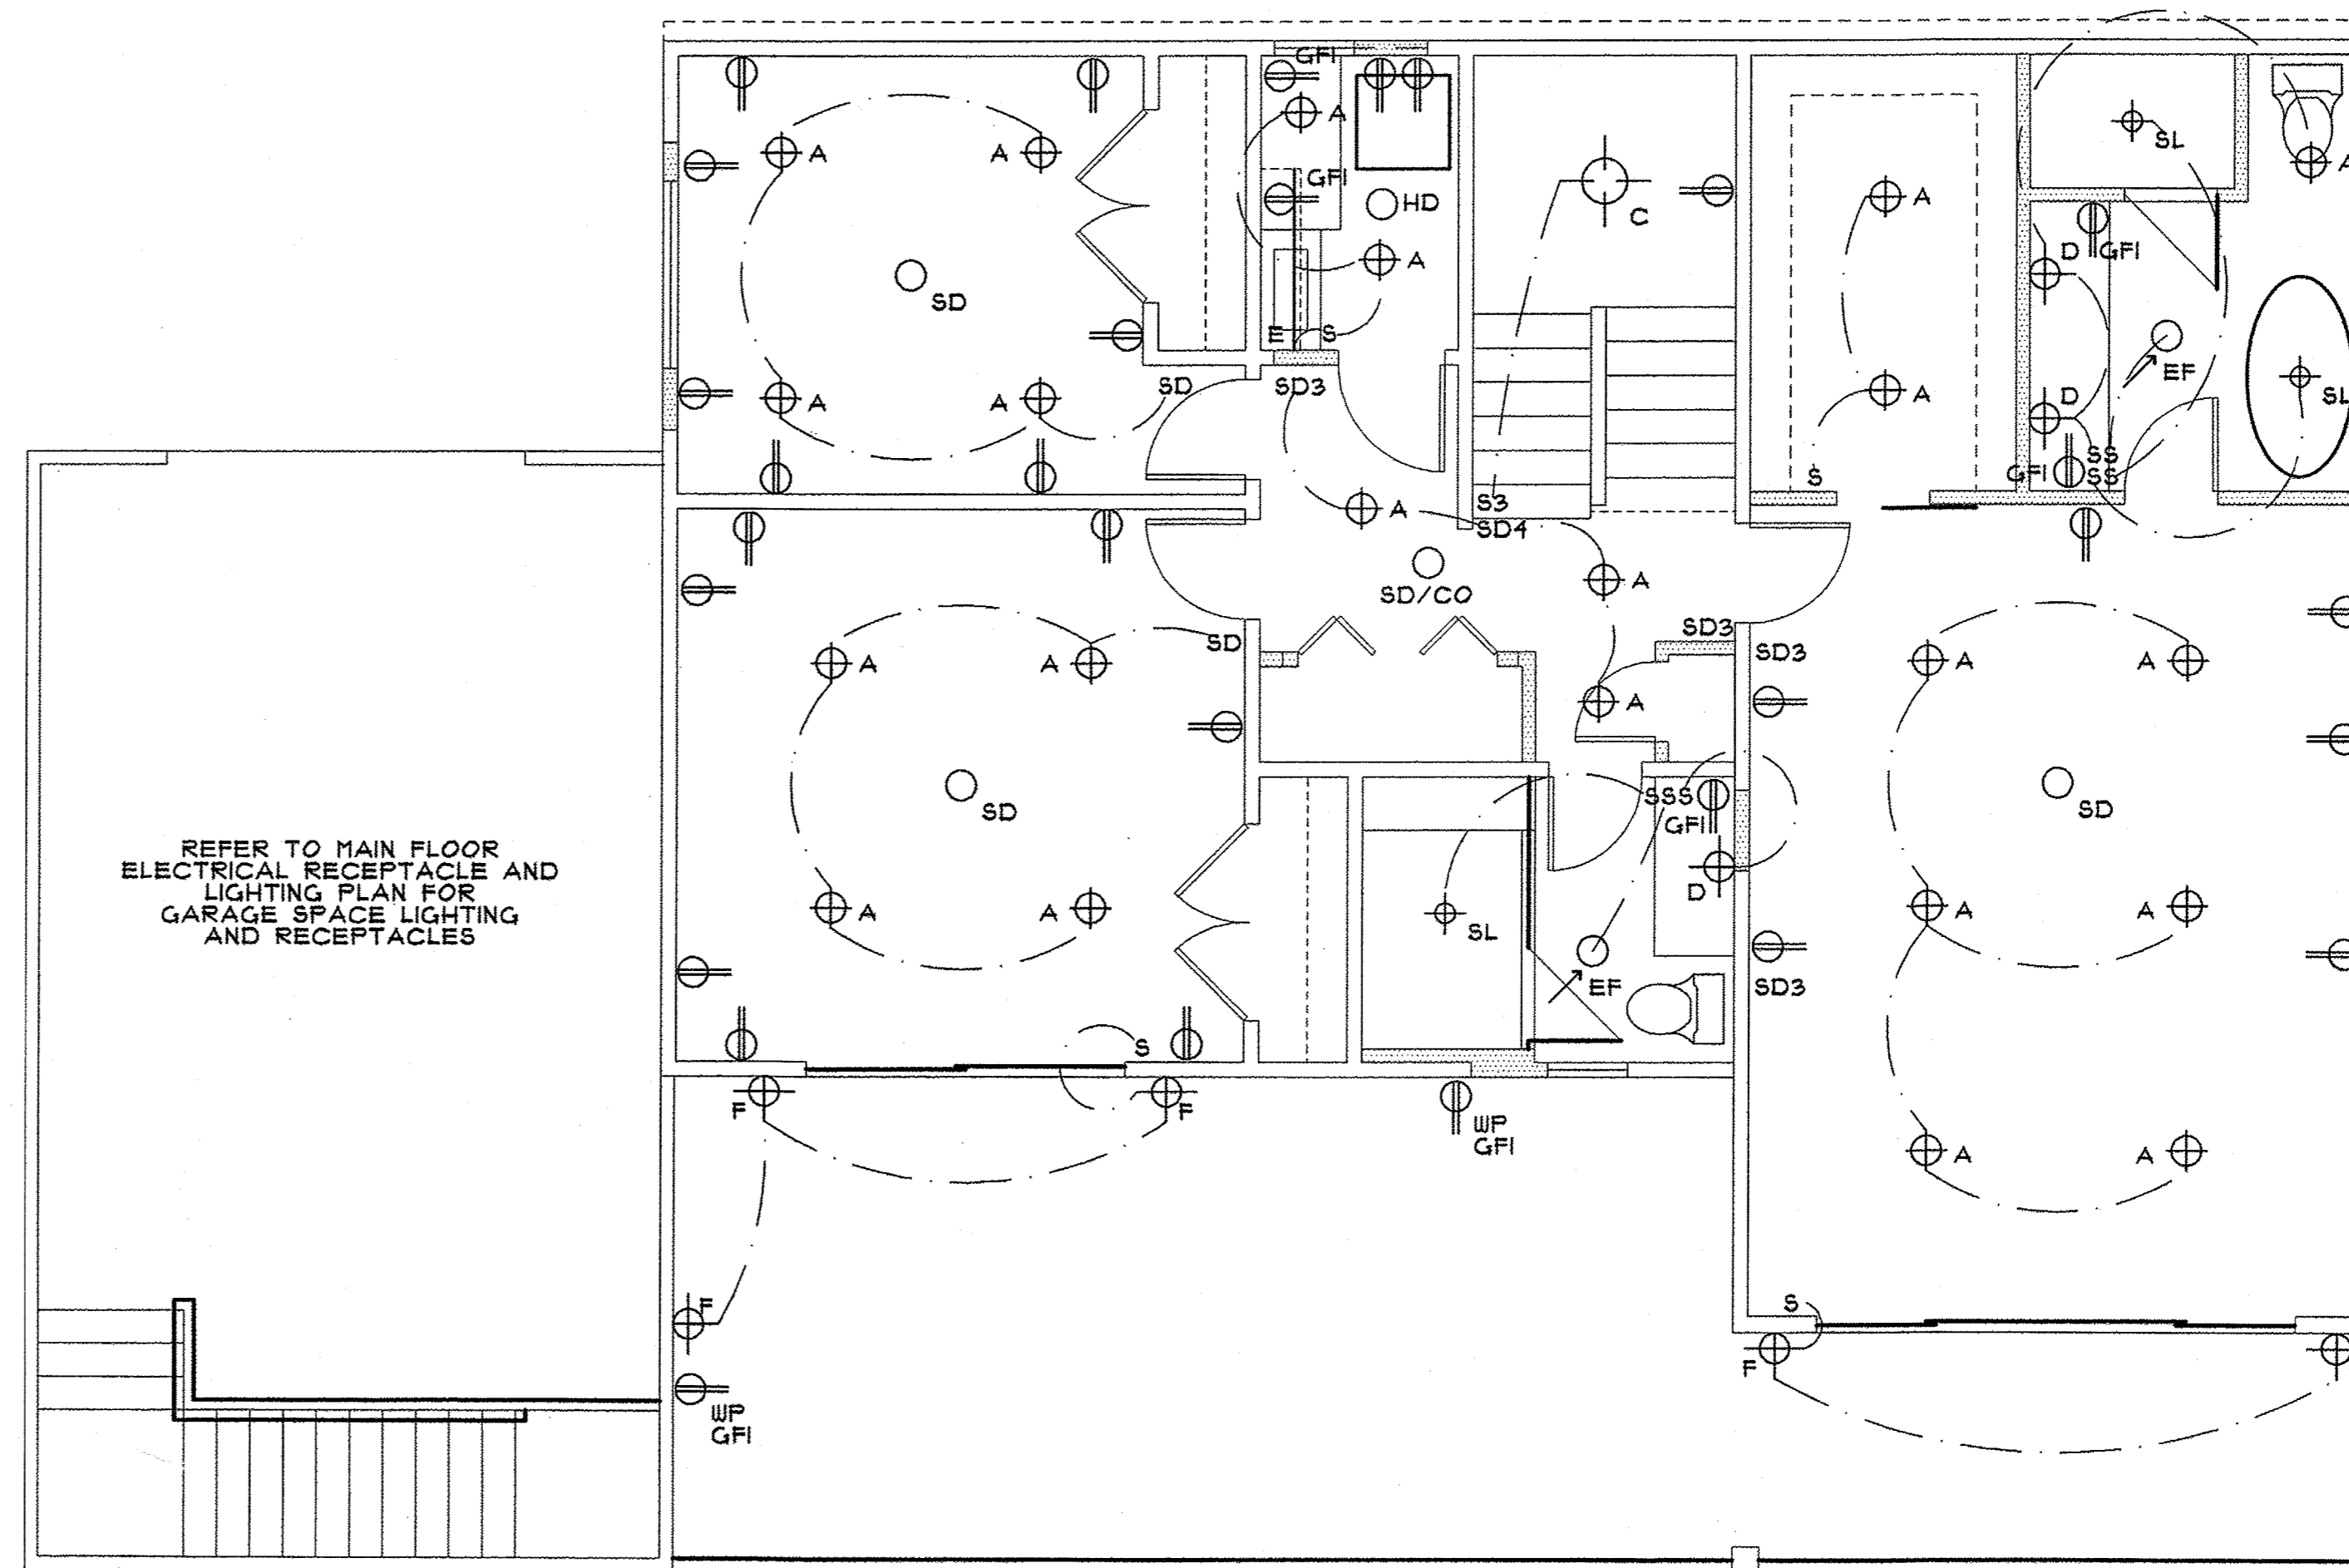 GFI
A
A
A
SL
A
GFI
HD
A
C
A
D
GFI
SD
A
E
S
EF
A
A
SD
SD3
A
D
SL
SS
S
GFI
SS
A
S3
SD4
SD/CO
A
SD3
SD
SD3
A
A
A
A
A
SD
SSS
SD
GFI
REFER TO MAIN FLOOR
ELECTRICAL RECEPTACLE AND
LIGHTING PLAN FOR
GARAGE SPACE LIGHTING
AND RECEPTACLES
D
A
A
SL
A
A
EF
SD3
S
F
F
WP
GFI
A
A
F
S
F
WP
GFI